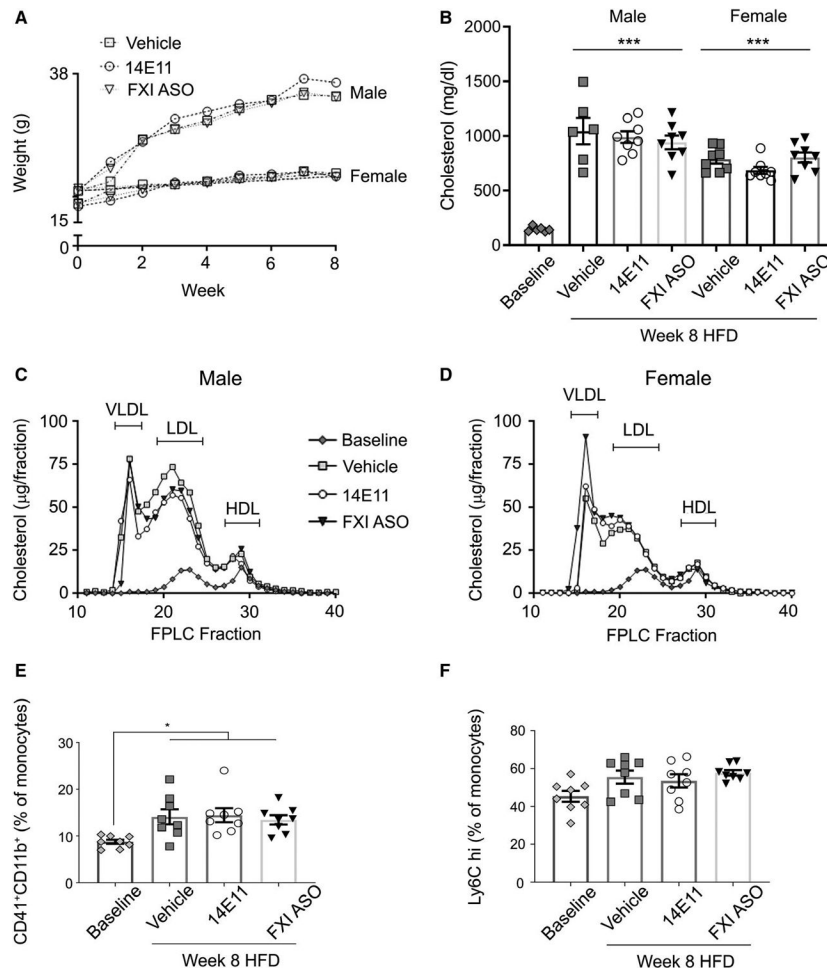 A
Vehicle
14E11
FXI ASO
38
15
0
Weight (g)
Male
Female
0 2 4 6 8
Week
B
Male Female
*** ***
2000
1500
1000
500
0
Cholesterol (mg/dl)
Baseline Vehicle 14E11 FXI ASO Vehicle 14E11 FXI ASO
Week 8 HFD
C Male
VLDL
LDL
HDL
100
75
50
25
0
Cholesterol (µg/fraction)
10 20 30 40
FPLC Fraction
Baseline
Vehicle
14E11
FXI ASO
D Female
VLDL
LDL
HDL
100
75
50
25
0
Cholesterol (µg/fraction)
10 20 30 40
FPLC Fraction
E
*
30
20
10
0
CD41⁺CD11b⁺ (% of monocytes)
Baseline Vehicle 14E11 FXI ASO
Week 8 HFD
F
80
60
40
20
0
Ly6C hi (% of monocytes)
Baseline Vehicle 14E11 FXI ASO
Week 8 HFD